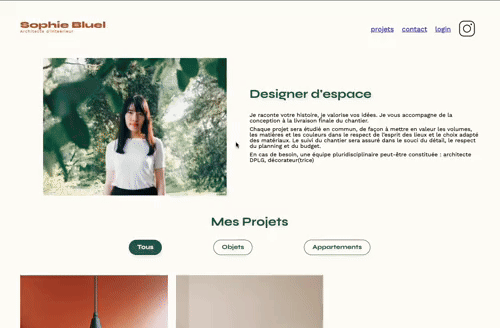 Sophie Bluel
Architecte d'intérieur
projets
contact
login
Designer d'espace
Je raconte votre histoire, je valorise vos idées. Je vous accompagne de la
conception à la livraison finale du chantier.
Chaque projet sera étudié en commun, de façon à mettre en valeur les volumes,
les matières et les couleurs dans le respect de l'esprit des lieux et le choix adapté
des matériaux. Le suivi du chantier sera assuré dans le souci du détail, le respect
du planning et du budget.
En cas de besoin, une équipe pluridisciplinaire peut-être constituée : architecte
DPLG, décorateur(trice)
Mes Projets
Tous
Objets
Appartements